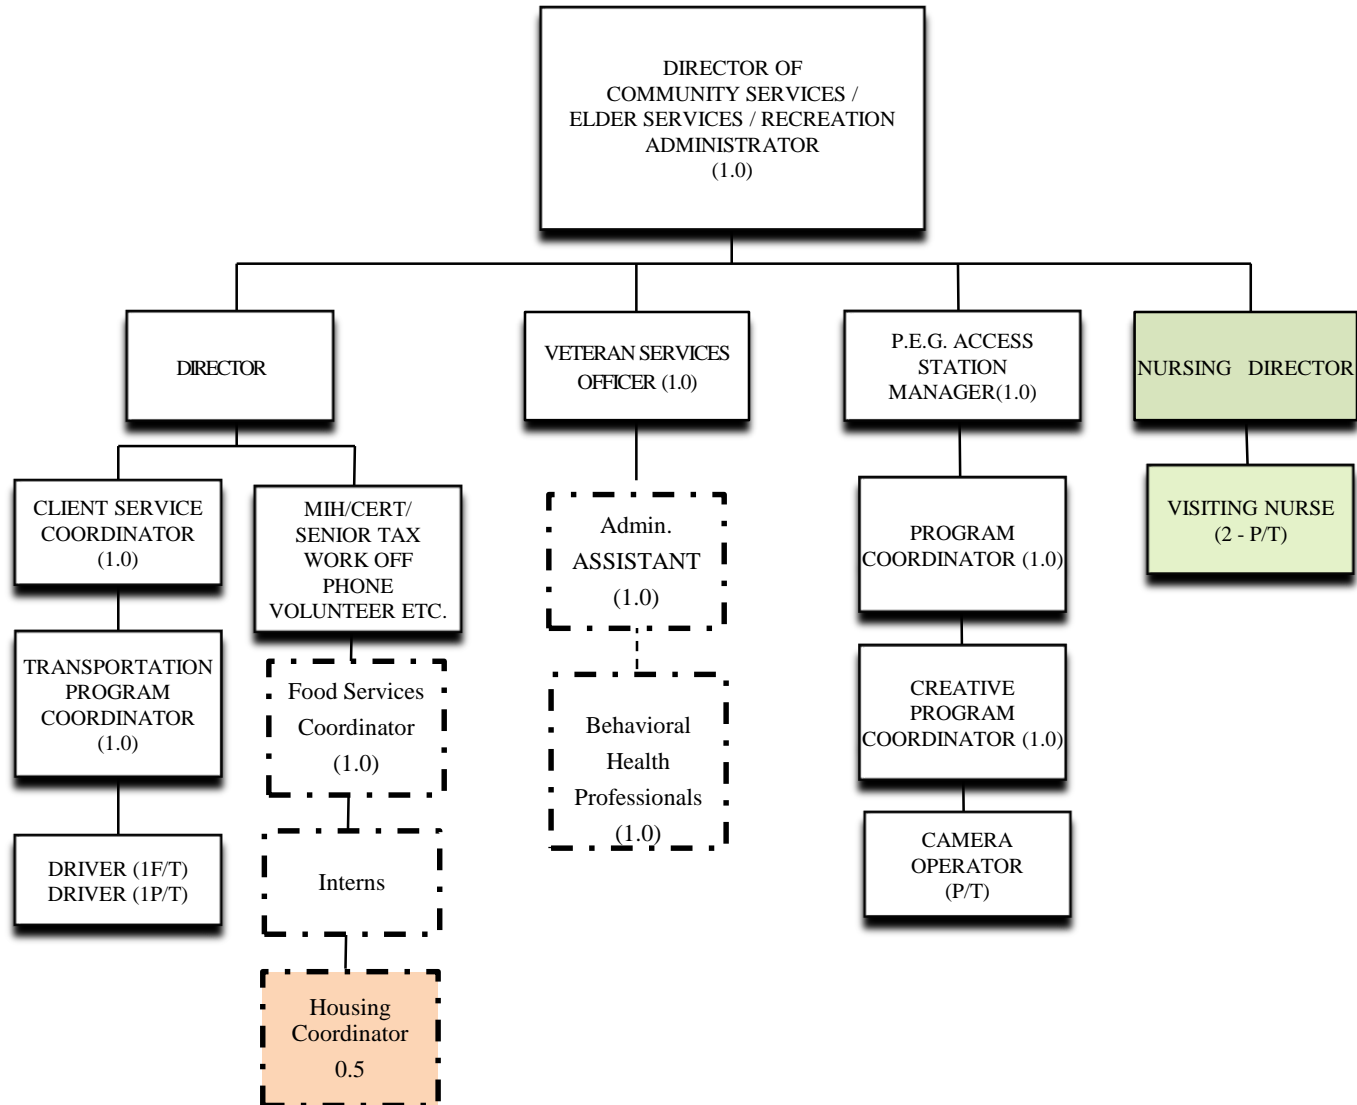 DIRECTOR OF
COMMUNITY SERVICES /
ELDER SERVICES / RECREATION
ADMINISTRATOR
(1.0)
DIRECTOR
VETERAN SERVICES
OFFICER (1.0)
P.E.G. ACCESS
STATION
MANAGER(1.0)
NURSING DIRECTOR
CLIENT SERVICE
COORDINATOR
(1.0)
MIH/CERT/
SENIOR TAX
WORK OFF
PHONE
VOLUNTEER ETC.
Admin.
ASSISTANT
(1.0)
PROGRAM
COORDINATOR (1.0)
VISITING NURSE
(2 - P/T)
TRANSPORTATION
PROGRAM
COORDINATOR
(1.0)
Food Services
Coordinator
(1.0)
Behavioral
Health
Professionals
(1.0)
CREATIVE
PROGRAM
COORDINATOR (1.0)
DRIVER (1F/T)
DRIVER (1P/T)
Interns
CAMERA
OPERATOR
(P/T)
Housing
Coordinator
0.5